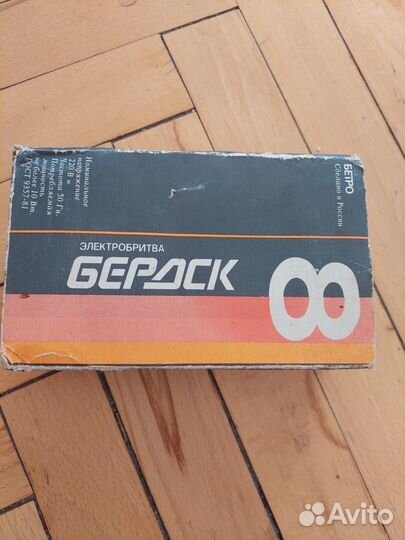 Номинальное
напряжение
220 В ≃
Частота 50 Гц.
Потребляемая
мощность
не более 10 Вт.
ГОСТ 9357-81
БЕТРО
Сделано в России
ЭЛЕКТРОБРИТВА
БЕРДСК
8
Avito